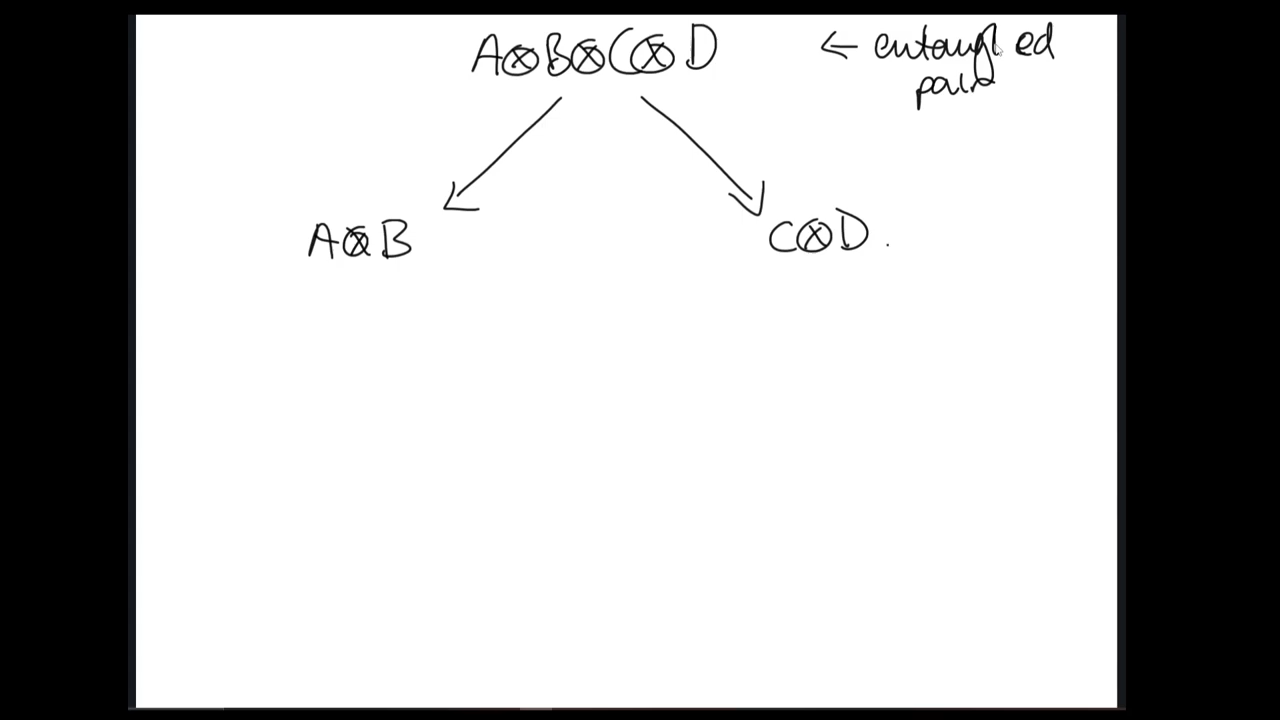 A⊗B⊗C⊗D ← entangled
pair
A⊗B C⊗D .